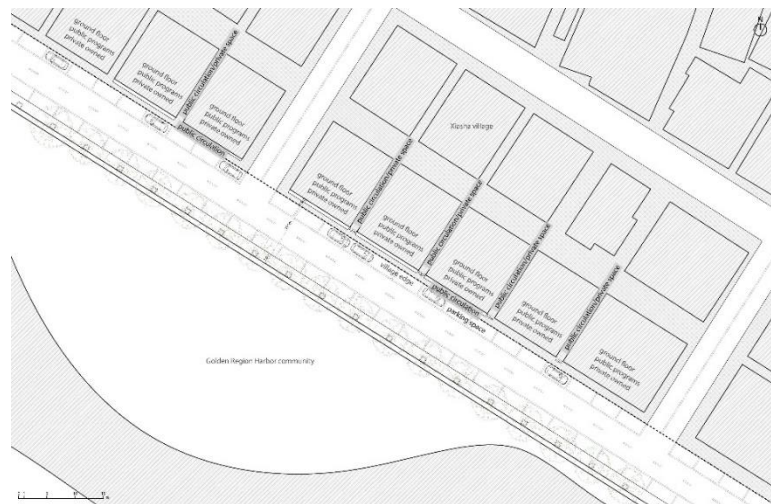 ground floor
public programs
private owned
ground floor
public programs
private owned
ground floor
public programs
private owned
public circulation/private space
ground floor
public programs
private owned
public circulation
N
Xiasha village
ground floor
public programs
private owned
public circulation/private space
ground floor
public programs
private owned
public circulation/private space
ground floor
public programs
private owned
public circulation/private space
ground floor
public programs
private owned
public circulation/private space
ground floor
public programs
private owned
village edge
public circulation
parking space
Golden Region Harbor community